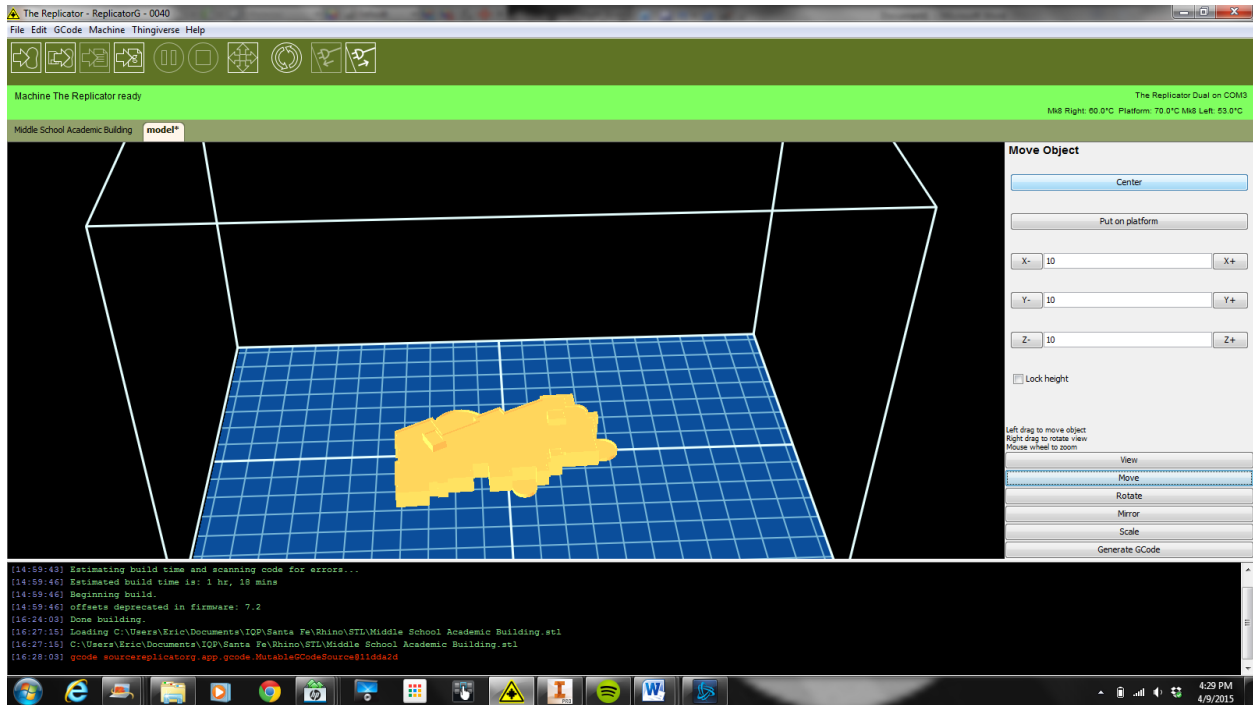 The Replicator - ReplicatorG - 0040
File Edit GCode Machine Thingiverse Help
Machine The Replicator ready
The Replicator Dual on COM3
Mk8 Right: 60.0°C Platform: 70.0°C Mk8 Left: 53.0°C
Middle School Academic Building model*
Move Object
Center
Put on platform
X- 10 X+
Y- 10 Y+
Z- 10 Z+
Lock height
Left drag to move object
Right drag to rotate view
Mouse wheel to zoom
View
Move
Rotate
Mirror
Scale
Generate GCode
[14:59:43] Estimating build time and scanning code for errors...
[14:59:46] Estimated build time is: 1 hr, 18 mins
[14:59:46] Beginning build.
[14:59:46] offsets deprecated in firmware: 7.2
[16:24:03] Done building.
[16:27:15] Loading C:\Users\Eric\Documents\IQP\Santa Fe\Rhino\STL\Middle School Academic Building.stl
[16:27:15] C:\Users\Eric\Documents\IQP\Santa Fe\Rhino\STL\Middle School Academic Building.stl
[16:28:03] gcode sourcereplicatorg.app.gcode.MutableGCodeSource@11dda2d
hp
I
PRO
W
4:29 PM
4/9/2015